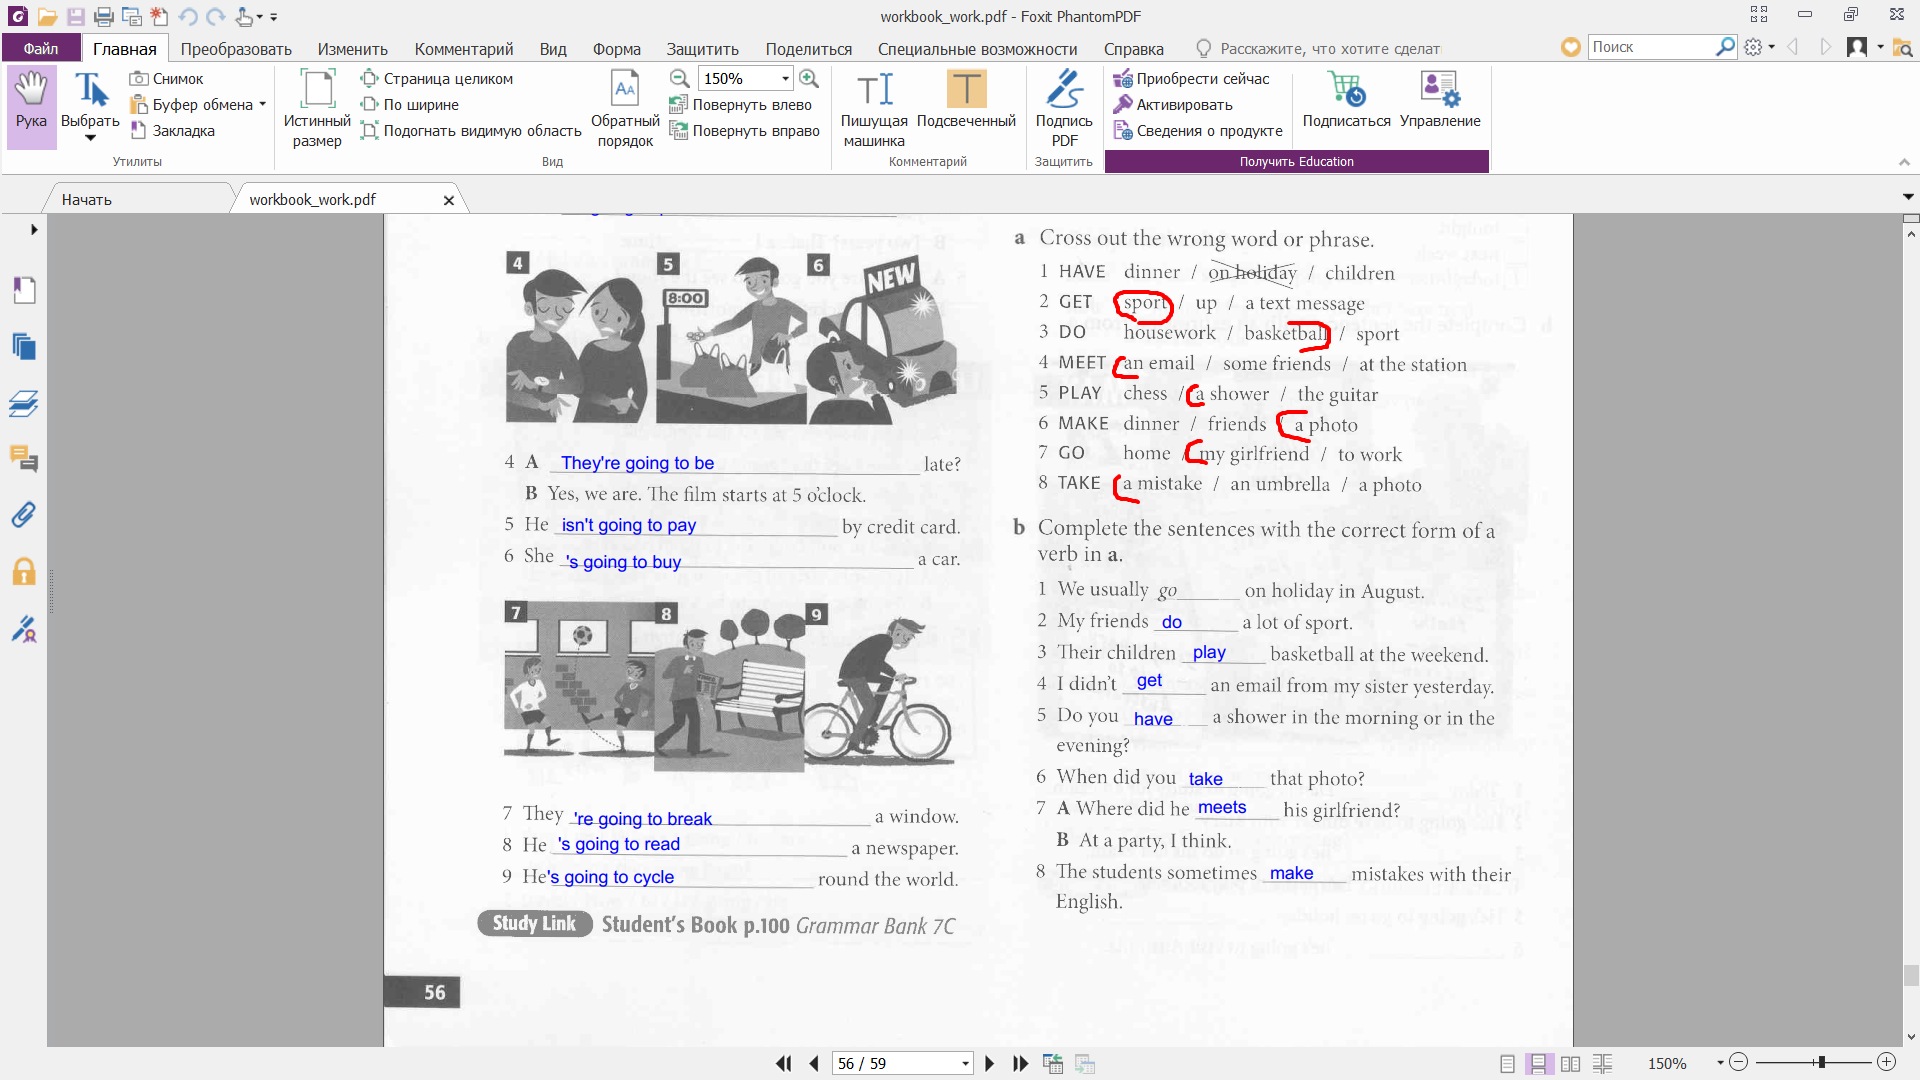 workbook_work.pdf - Foxit PhantomPDF
Файл Главная Преобразовать Изменить Комментарий Вид Форма Защитить Поделиться Специальные возможности Справка Расскажите, что хотите сделат Поиск
Рука
Выбрать
Снимок
Буфер обмена
Закладка
Утилиты
Истинный размер
Страница целиком
По ширине
Подогнать видимую область
Обратный порядок
150%
Повернуть влево
Повернуть вправо
Вид
Пишущая машинка
Подсвеченный
Комментарий
Подпись PDF
Защитить
Приобрести сейчас
Активировать
Сведения о продукте
Подписаться
Управление
Получить Education
Начать workbook_work.pdf
4 5 6
8:00
NEW
4 A They're going to be late?
B Yes, we are. The film starts at 5 o'clock.
5 He isn't going to pay by credit card.
6 She 's going to buy a car.
7 8 9
7 They 're going to break a window.
8 He 's going to read a newspaper.
9 He 's going to cycle round the world.
Study Link Student's Book p.100 Grammar Bank 7C
56
a Cross out the wrong word or phrase.
1 HAVE dinner / on holiday / children
2 GET sport / up / a text message
3 DO housework / basketball / sport
4 MEET an email / some friends / at the station
5 PLAY chess / a shower / the guitar
6 MAKE dinner / friends / a photo
7 GO home / my girlfriend / to work
8 TAKE a mistake / an umbrella / a photo
b Complete the sentences with the correct form of a
verb in a.
1 We usually go on holiday in August.
2 My friends do a lot of sport.
3 Their children play basketball at the weekend.
4 I didn't get an email from my sister yesterday.
5 Do you have a shower in the morning or in the
evening?
6 When did you take that photo?
7 A Where did he meets his girlfriend?
B At a party, I think.
8 The students sometimes make mistakes with their
English.
56 / 59
150%